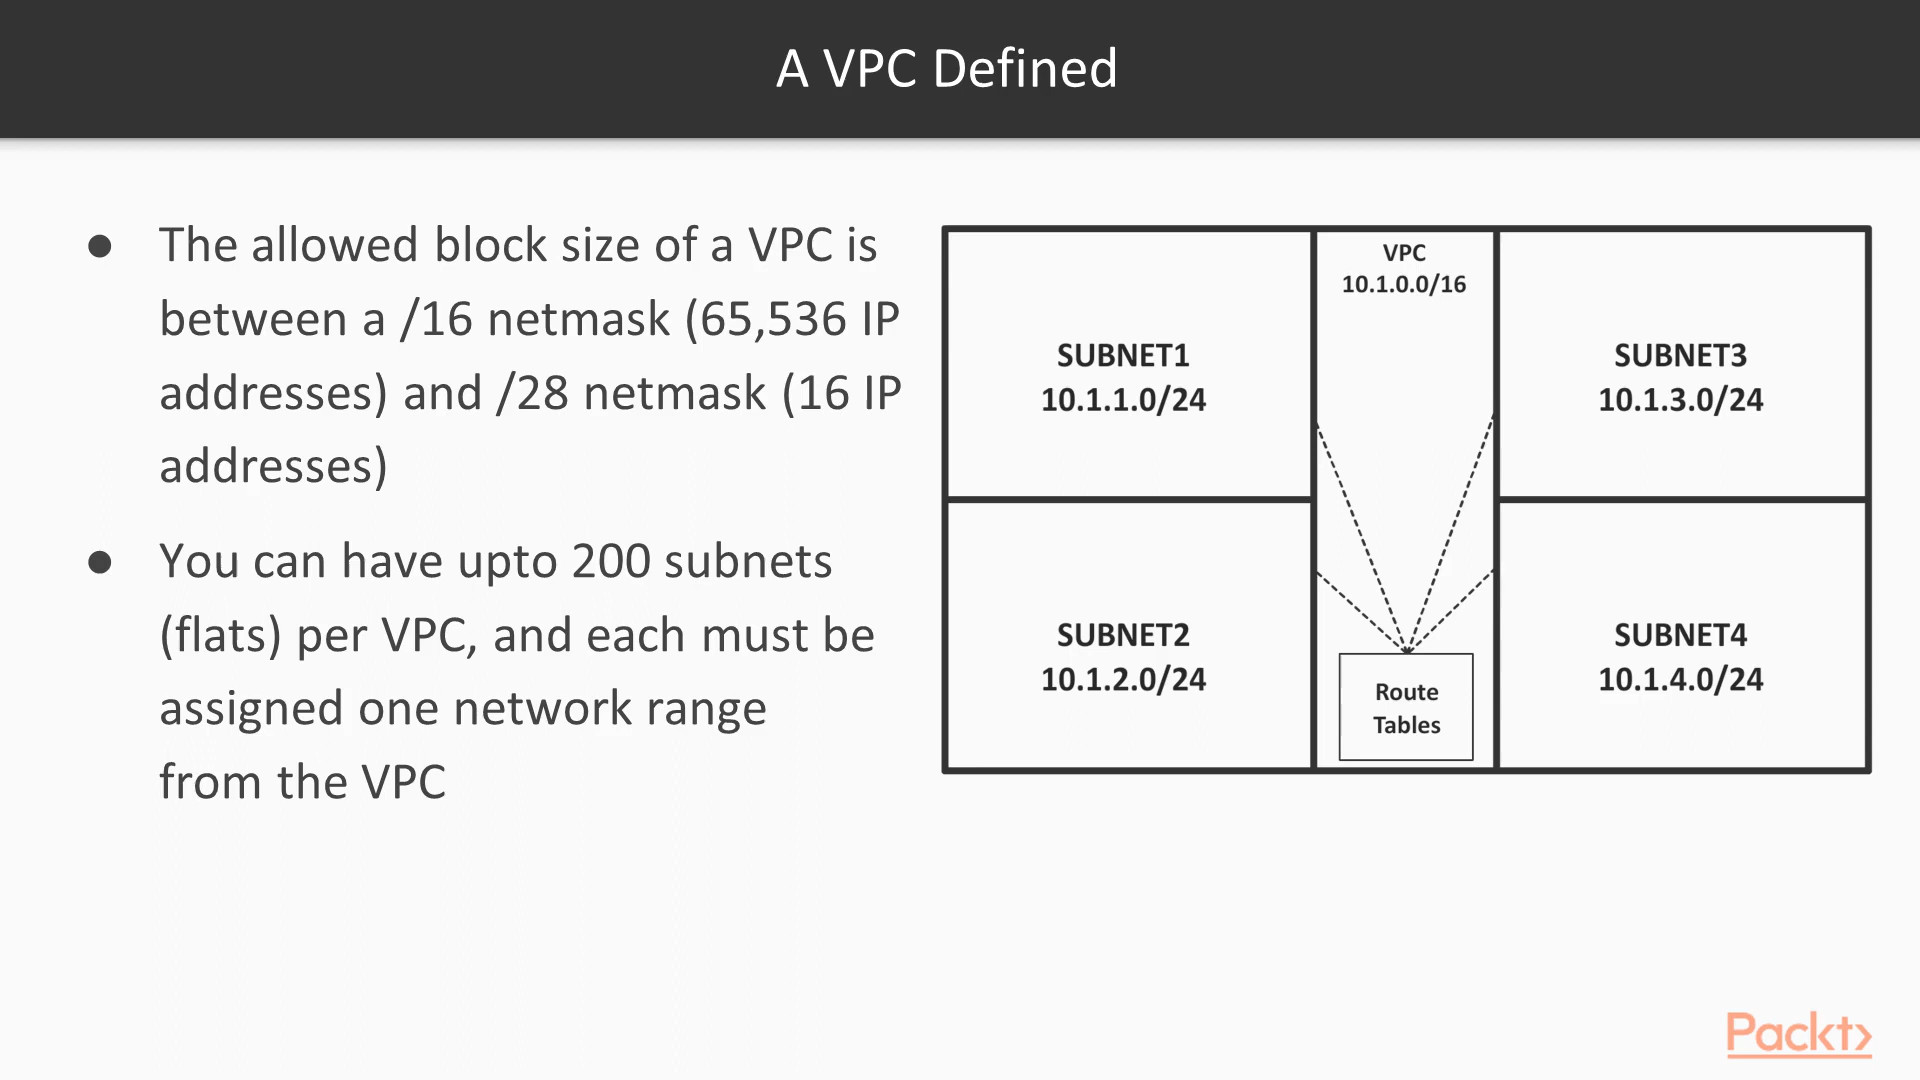 A VPC Defined
● The allowed block size of a VPC is
between a /16 netmask (65,536 IP
addresses) and /28 netmask (16 IP
addresses)
● You can have upto 200 subnets
(flats) per VPC, and each must be
assigned one network range
from the VPC
SUBNET1
10.1.1.0/24
SUBNET2
10.1.2.0/24
VPC
10.1.0.0/16
Route
Tables
SUBNET3
10.1.3.0/24
SUBNET4
10.1.4.0/24
Packt>